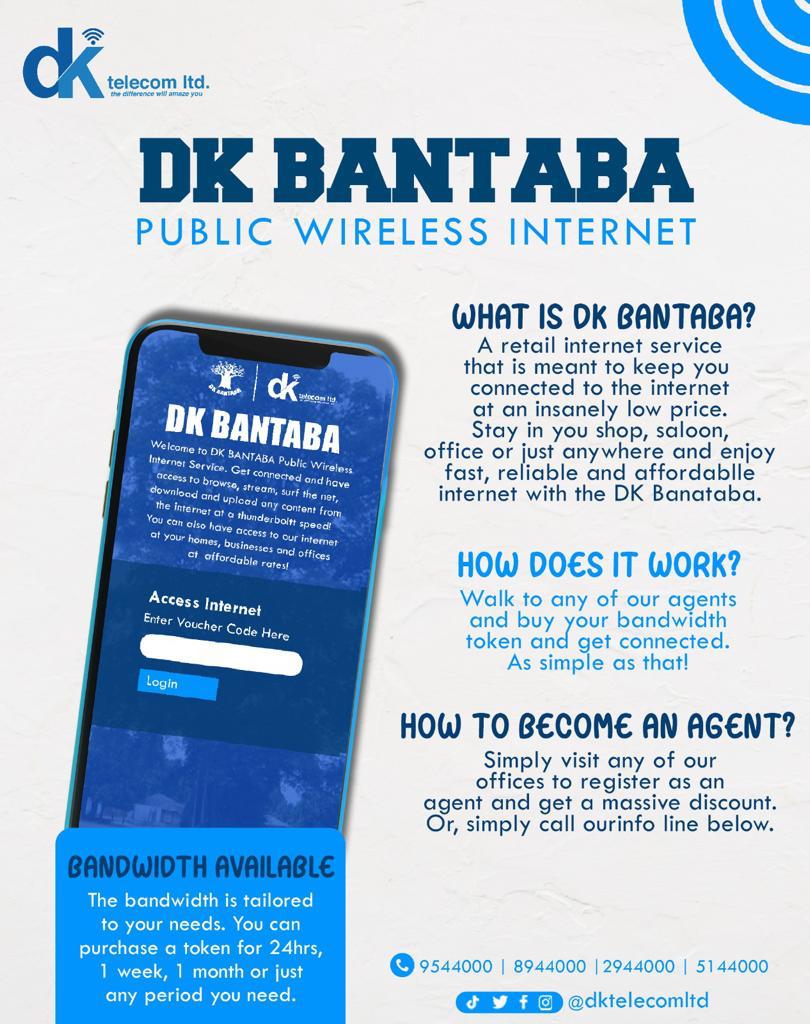 dk
telecom ltd.
the difference will amaze you
DK BANTABA
PUBLIC WIRELESS INTERNET
DK BANTABA
dk
telecom ltd.
DK BANTABA
Welcome to DK BANTABA Public Wireless
Internet Service. Get connected and have
access to browse, stream, surf the net,
download and upload any content from
the internet at a thunderboltt speed!
You can also have access to our internet
at your homes, businesses and offices
at affordable rates!
Access Internet
Enter Voucher Code Here
Login
BANDWIDTH AVAILABLE
The bandwidth is tailored
to your needs. You can
purchase a token for 24hrs,
1 week, 1 month or just
any period you need.
WHAT IS DK BANTABA?
A retail internet service
that is meant to keep you
connected to the internet
at an insanely low price.
Stay in you shop, saloon,
office or just anywhere and enjoy
fast, reliable and affordablle
internet with the DK Banataba.
HOW DOES IT WORK?
Walk to any of our agents
and buy your bandwidth
token and get connected.
As simple as that!
HOW TO BECOME AN AGENT?
Simply visit any of our
offices to register as an
agent and get a massive discount.
Or, simply call ourinfo line below.
9544000 | 8944000 |2944000 | 5144000
@dktelecomltd